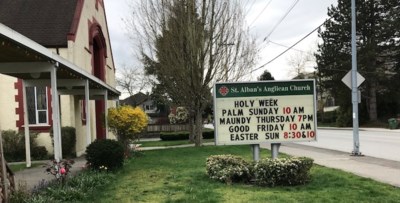 St. Alban's Anglican Church
HOLY WEEK
PALM SUNDAY 10 AM
MAUNDY THURSDAY 7PM
GOOD FRIDAY 10 AM
EASTER SUN 8:30&10